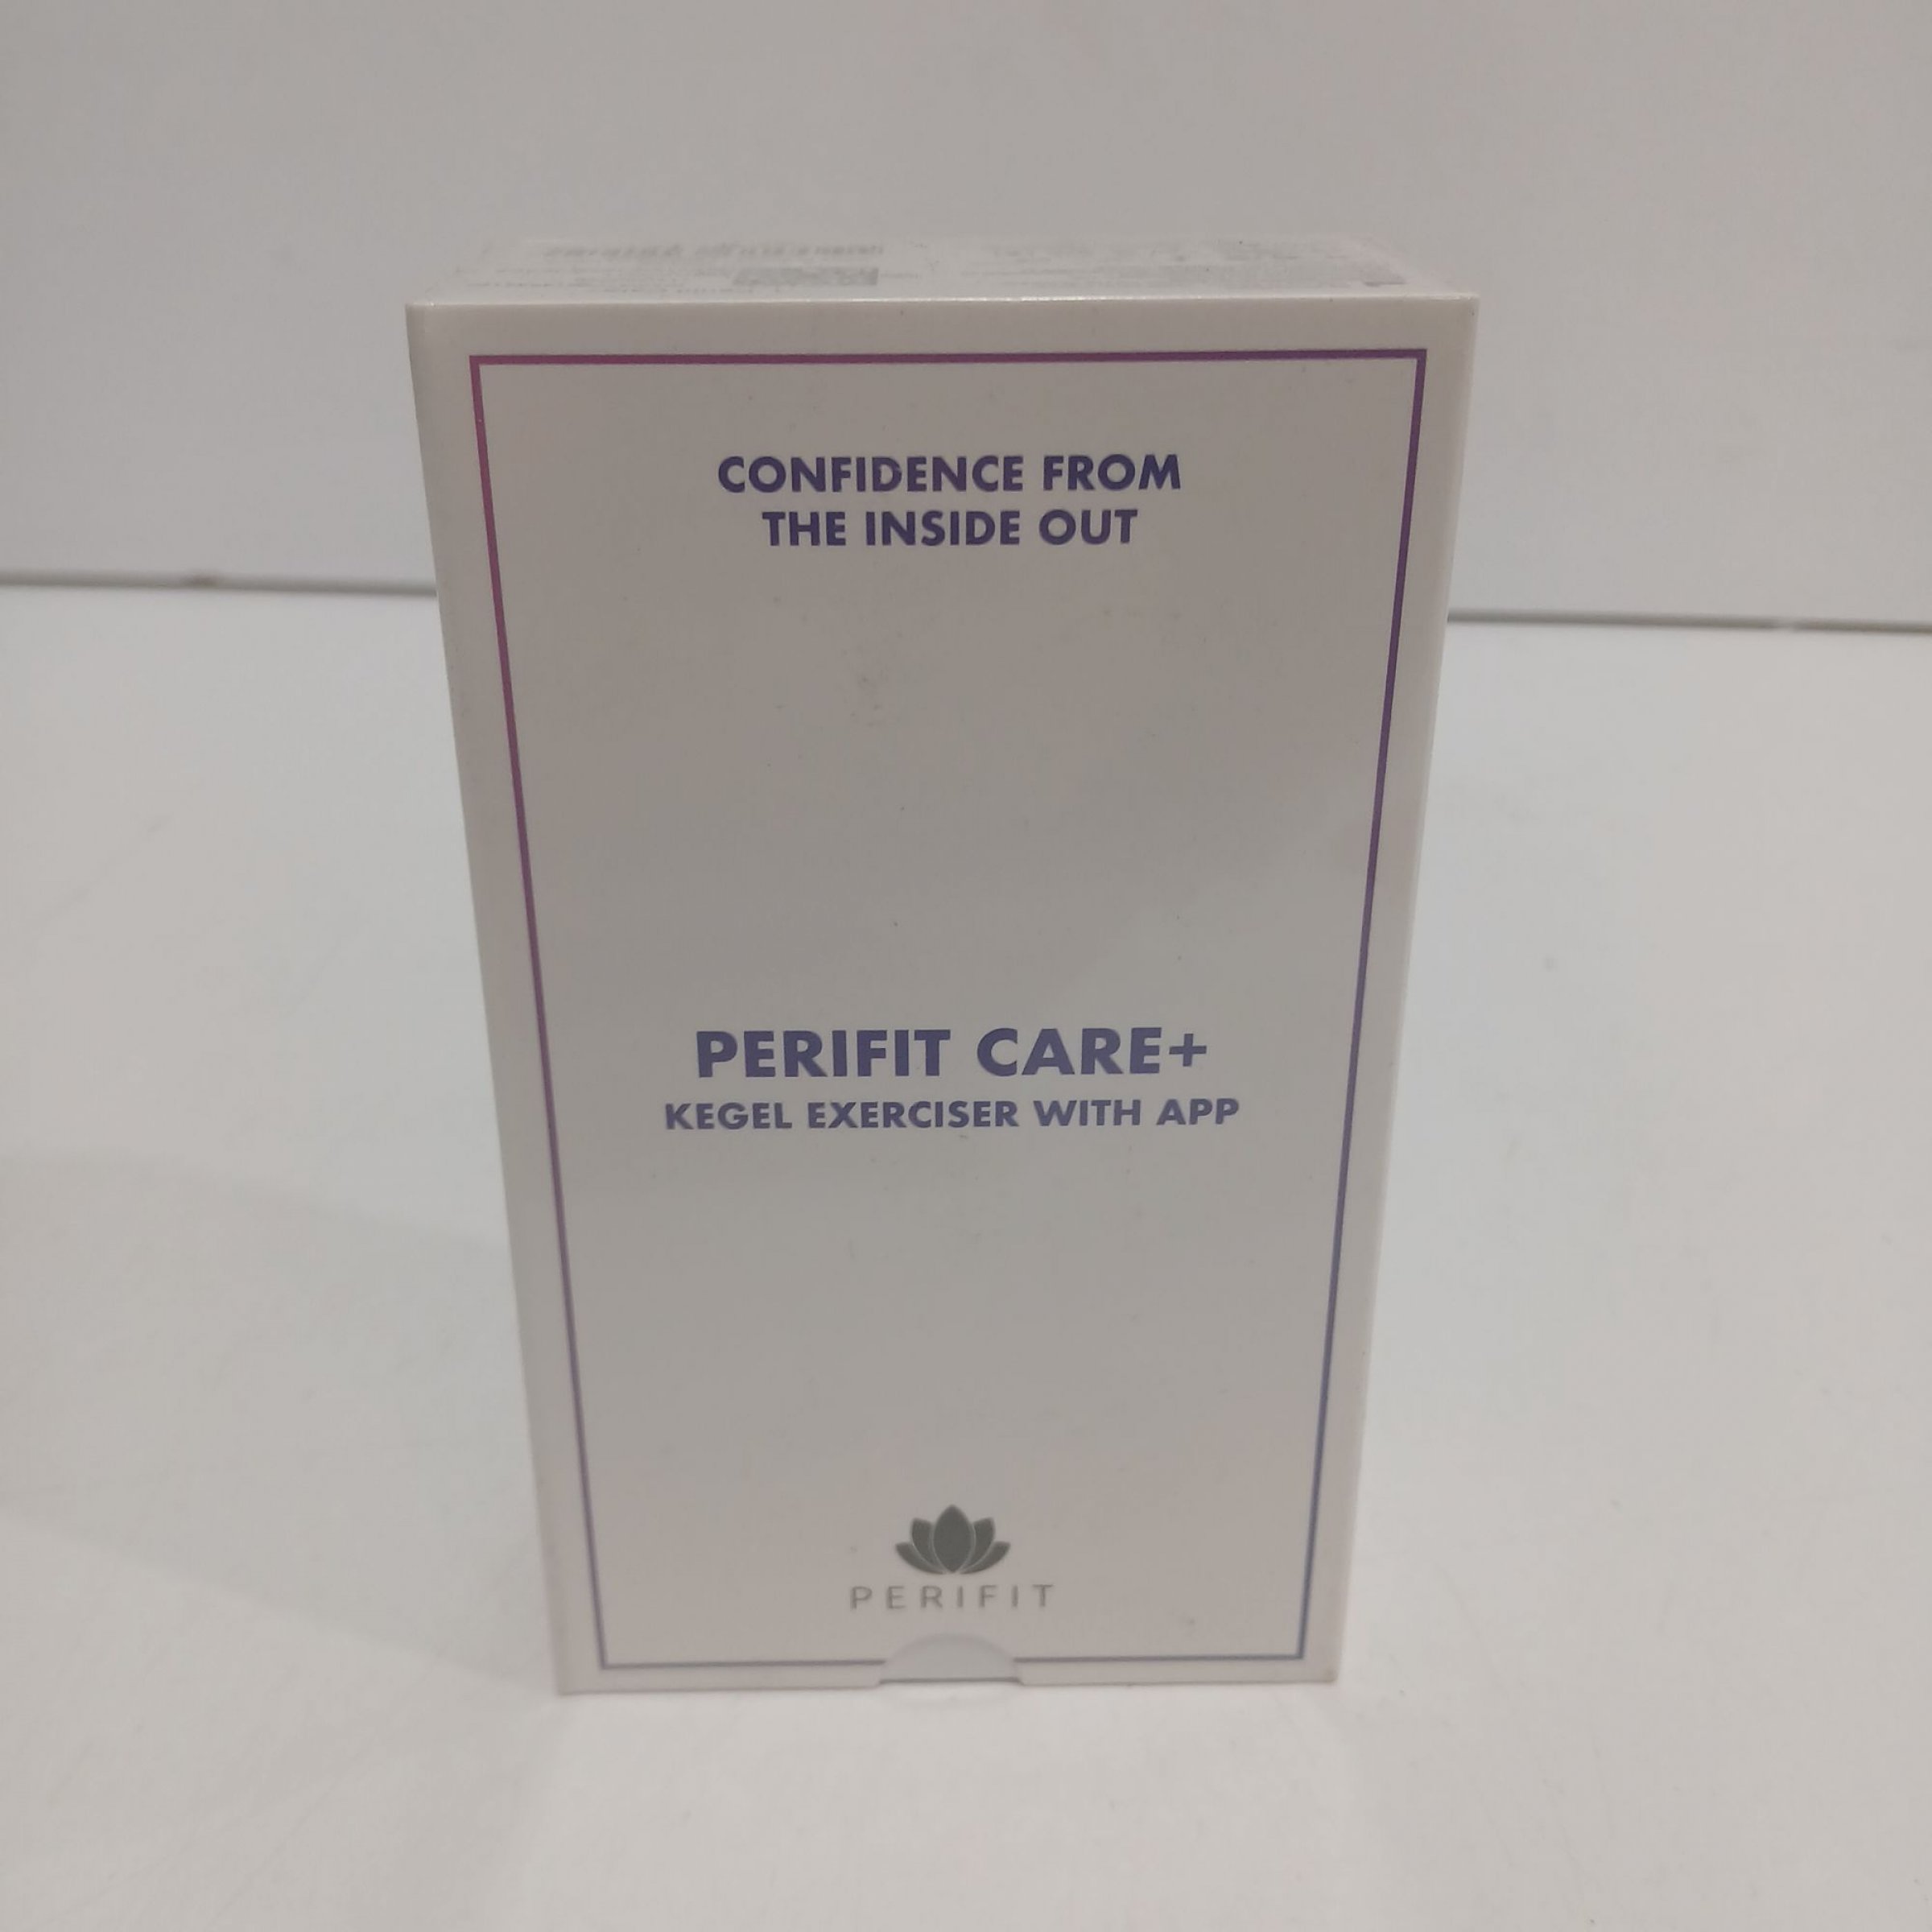 CONFIDENCE FROM
THE INSIDE OUT
PERIFIT CARE+
KEGEL EXERCISER WITH APP
PERIFIT